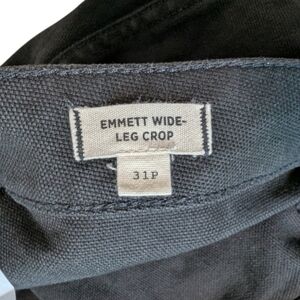 EMMETT WIDE-
LEG CROP
31P